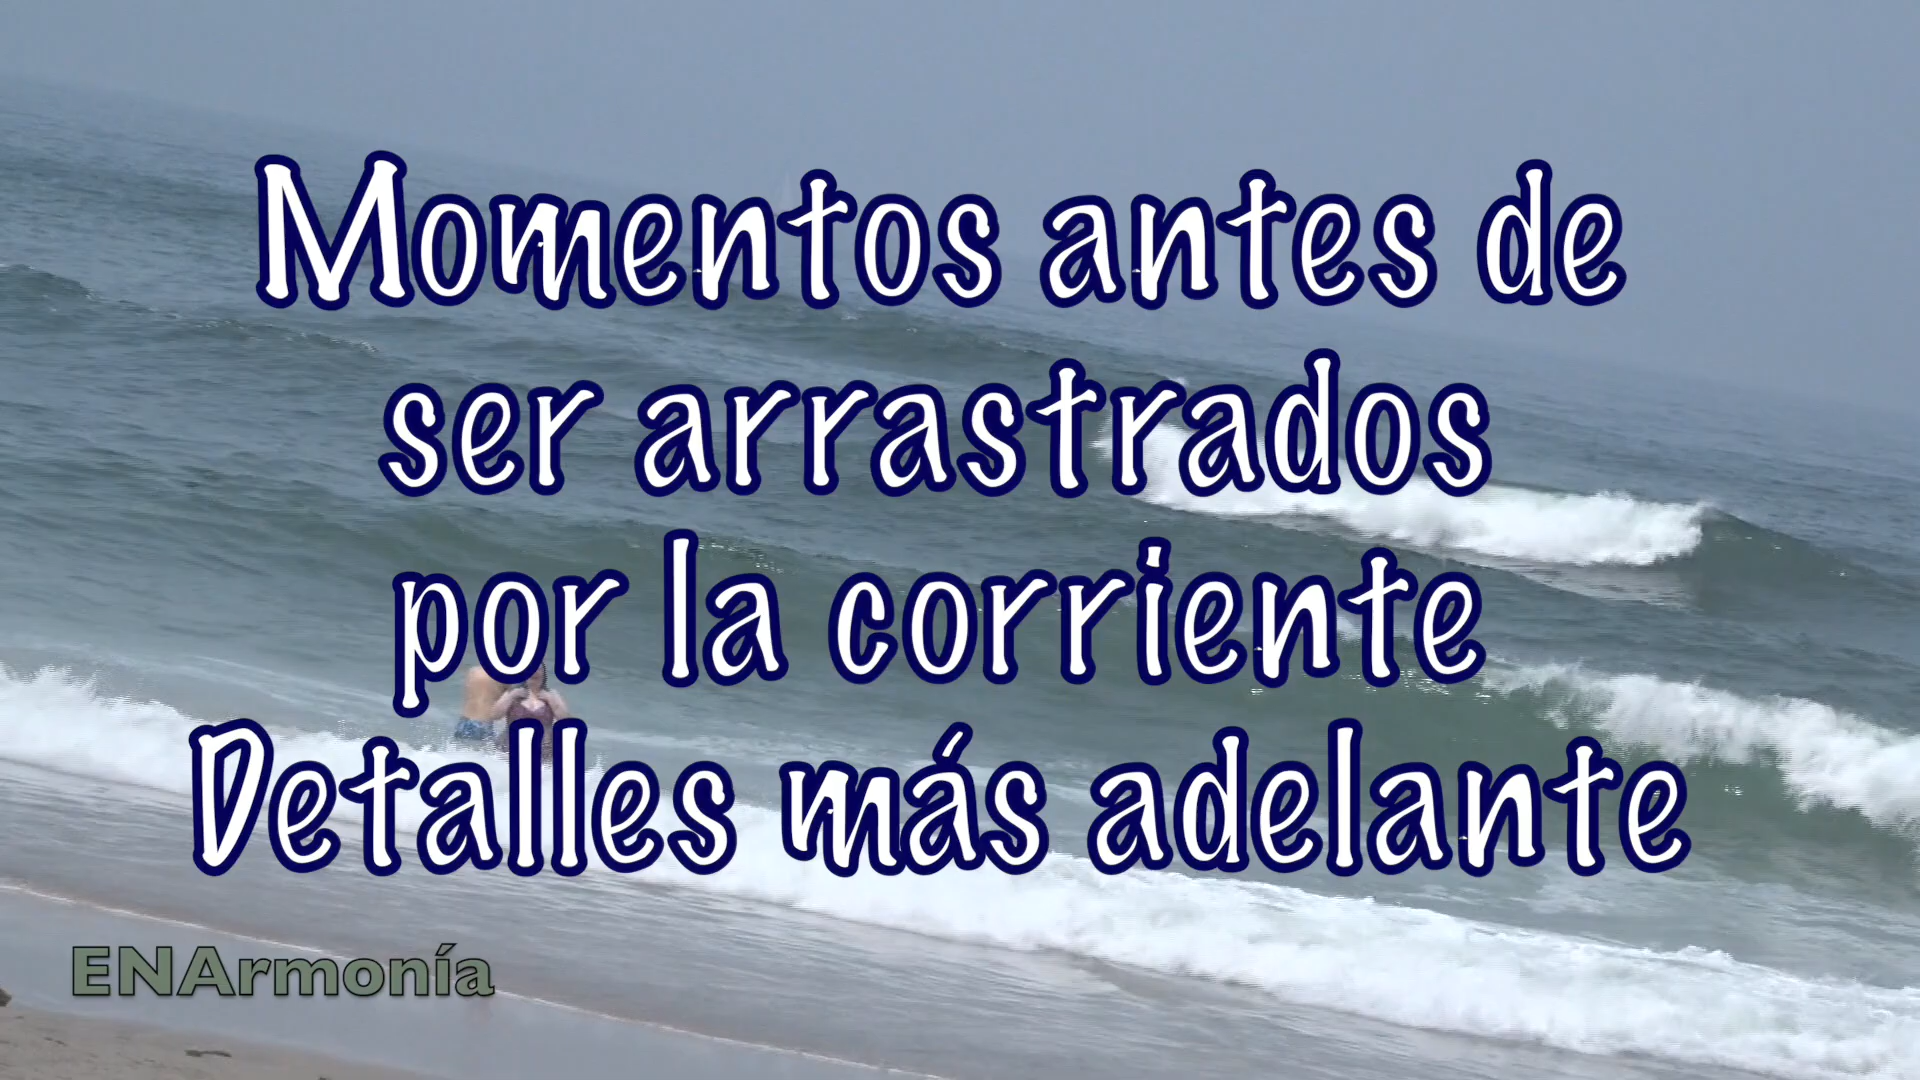 Momentos antes de
ser arrastrados
por la corriente
Detalles más adelante
ENArmonía